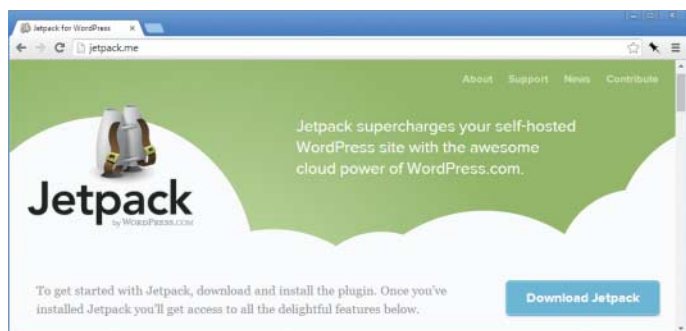 Jetpack for WordPress
jetpack.me
About Support News Contribute
Jetpack supercharges your self-hosted
WordPress site with the awesome
cloud power of WordPress.com.
Jetpack
by WORDPRESS.COM
To get started with Jetpack, download and install the plugin. Once you've
installed Jetpack you'll get access to all the delightful features below.
Download Jetpack